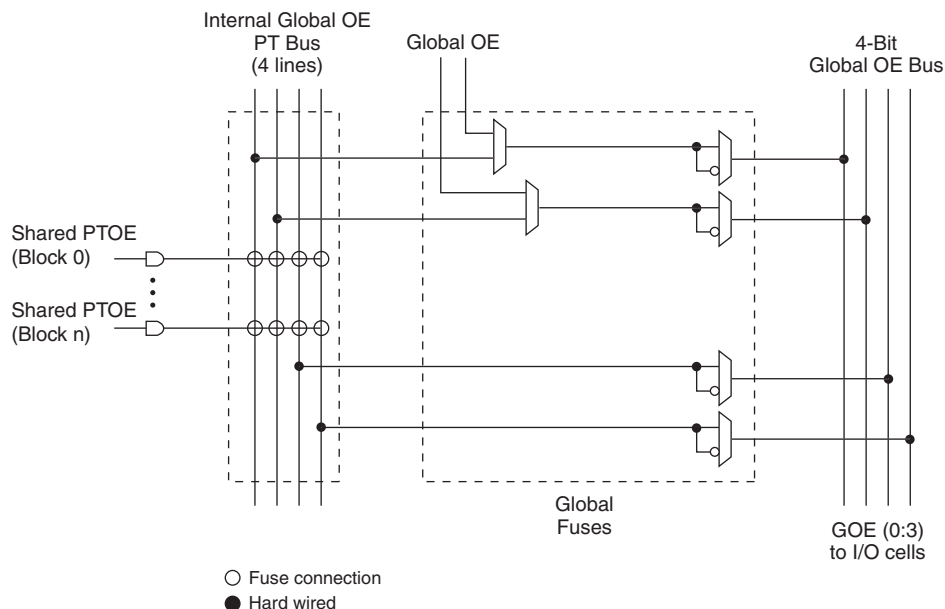 Internal Global OE
PT Bus
(4 lines)
Global OE
4-Bit
Global OE Bus
Shared PTOE
(Block 0)
Shared PTOE
(Block n)
Global
Fuses
GOE (0:3)
to I/O cells
Fuse connection
Hard wired